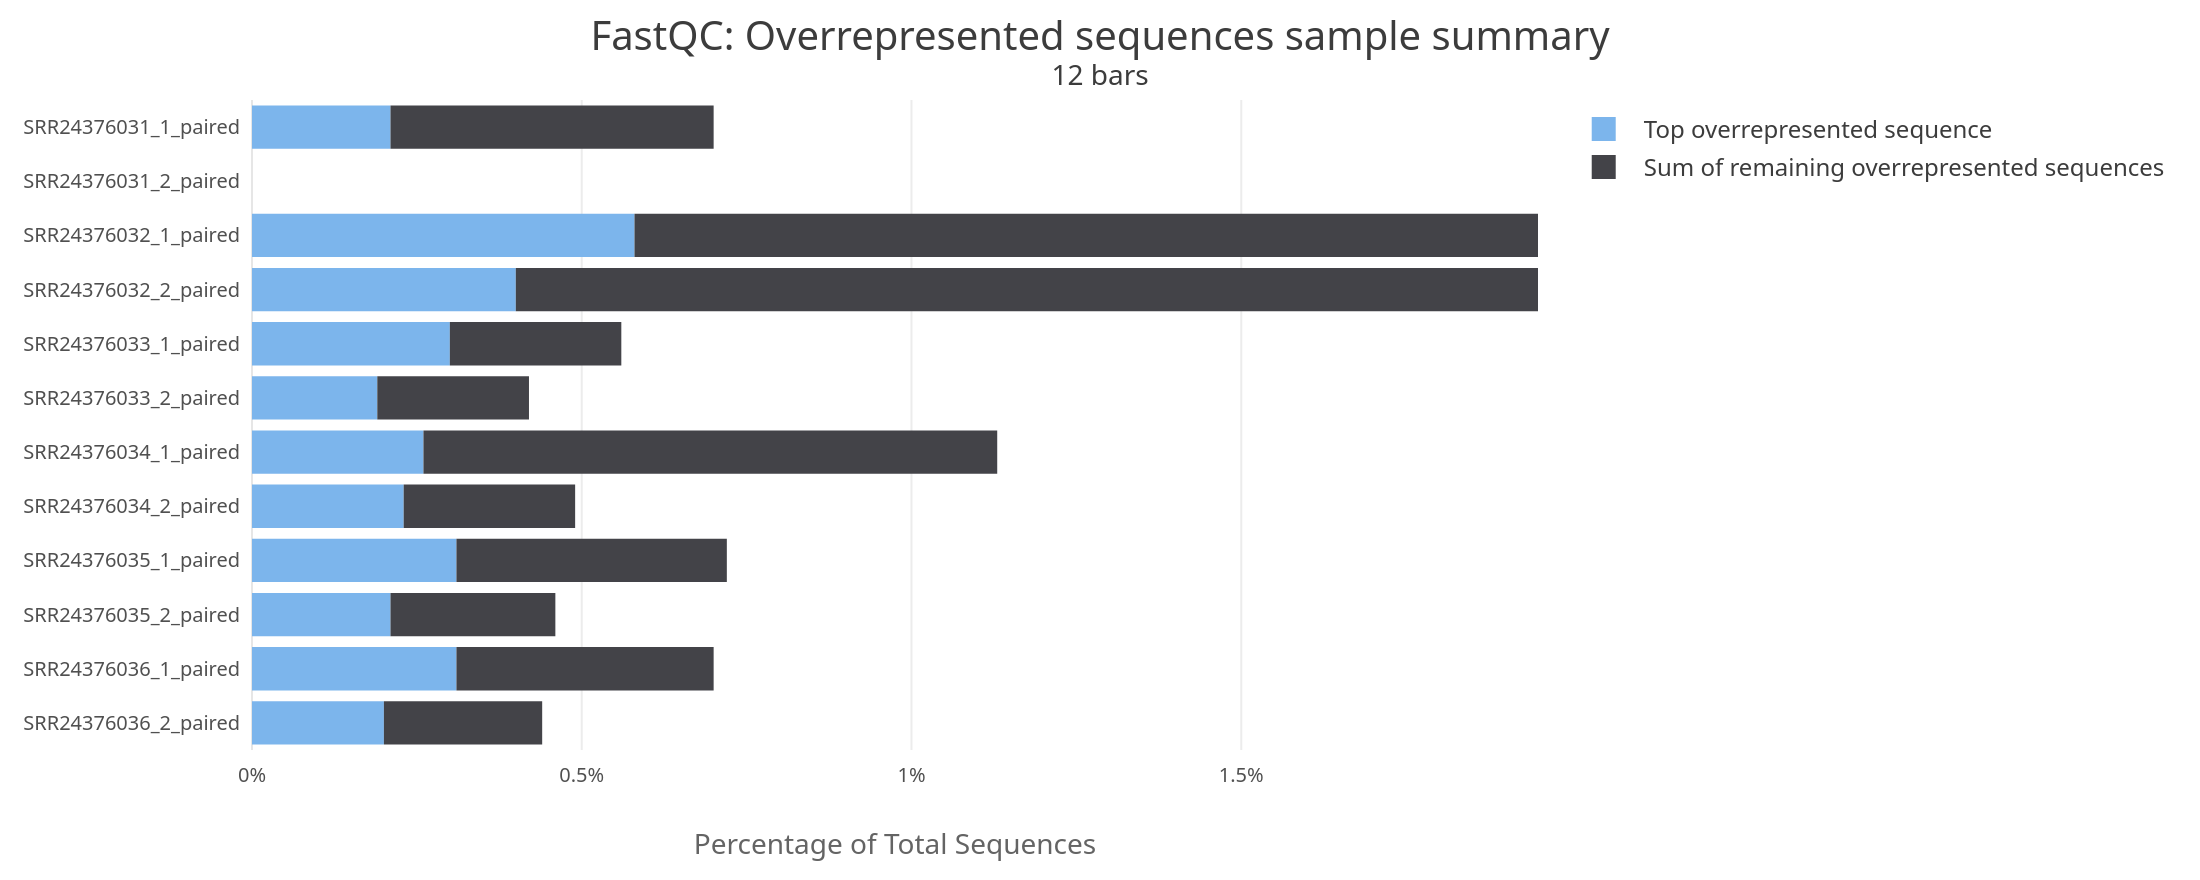 FastQC: Overrepresented sequences sample summary
12 bars
SRR24376031_1_paired
SRR24376031_2_paired
SRR24376032_1_paired
SRR24376032_2_paired
SRR24376033_1_paired
SRR24376033_2_paired
SRR24376034_1_paired
SRR24376034_2_paired
SRR24376035_1_paired
SRR24376035_2_paired
SRR24376036_1_paired
SRR24376036_2_paired
0% 0.5% 1% 1.5%
Percentage of Total Sequences
Top overrepresented sequence
Sum of remaining overrepresented sequences